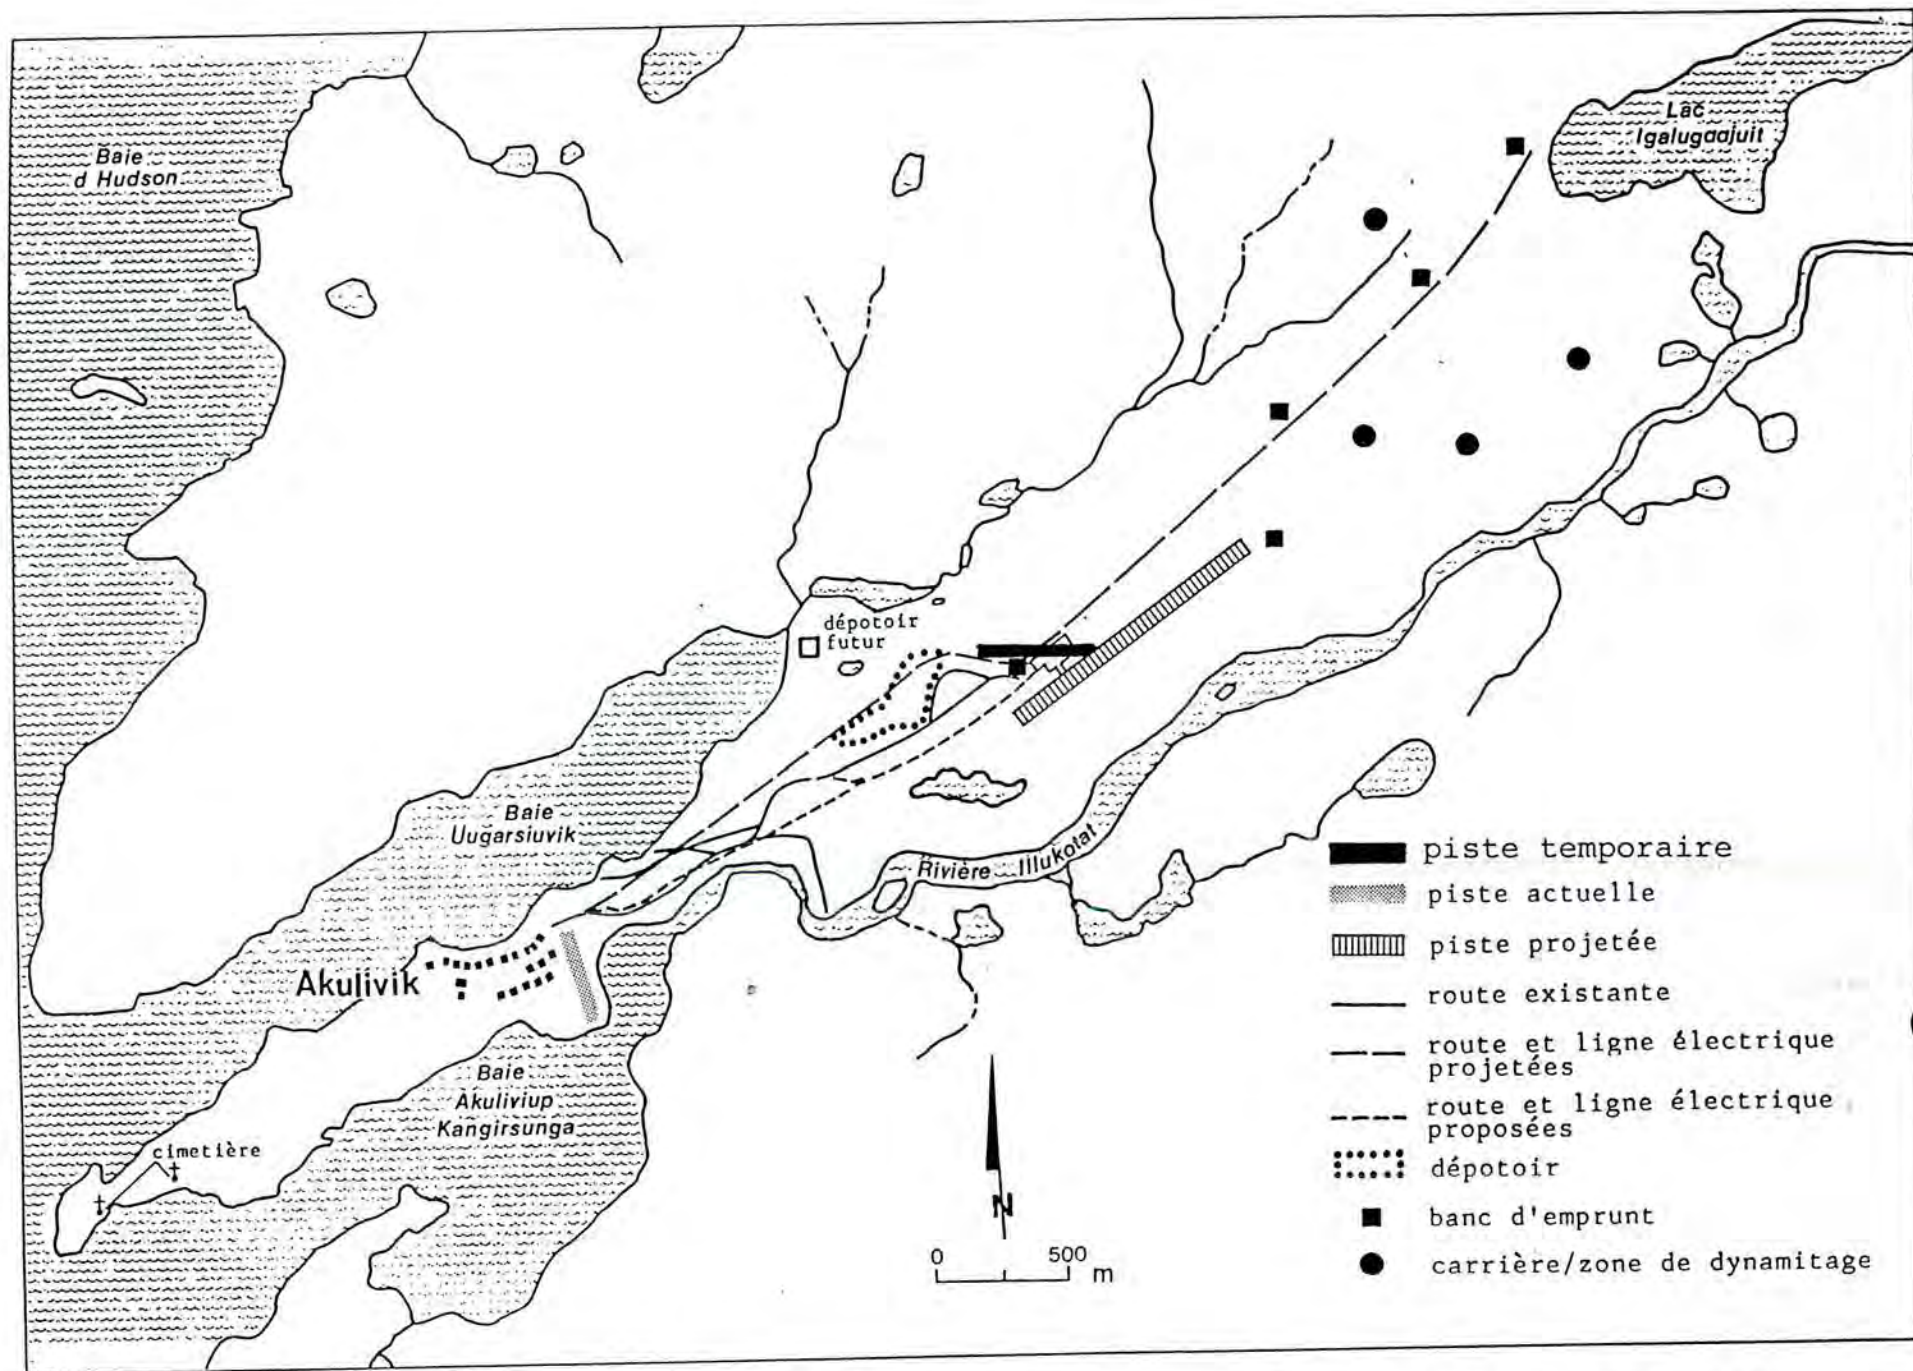 Baie
d Hudson
Lac
Igalugaajuit
dépotoir
futur
Baie
Uugarsiuvik
Rivière Illukotat
Akulivik
Baie
Akuliviup
Kangirsunga
cimetière
N
0 500
m
piste temporaire
piste actuelle
piste projetée
route existante
route et ligne électrique
projetées
route et ligne électrique
proposées
dépotoir
banc d'emprunt
carrière/zone de dynamitage